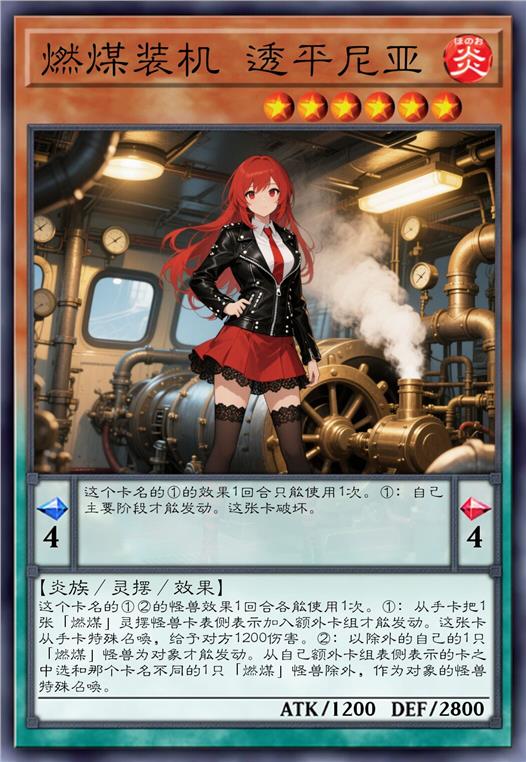 燃煤装机 透平尼亚
ほのお
炎
这个卡名的①的效果1回合只能使用1次。①：自己
主要阶段才能发动。这张卡破坏。
4
4
【炎族／灵摆／效果】
这个卡名的①②的怪兽效果1回合各能使用1次。①：从手卡把1
张「燃煤」灵摆怪兽卡表侧表示加入额外卡组才能发动。这张卡
从手卡特殊召唤，给予对方1200伤害。②：以除外的自己的1只
「燃煤」怪兽为对象才能发动。从自己额外卡组表侧表示的卡之
中选和那个卡名不同的1只「燃煤」怪兽除外，作为对象的怪兽
特殊召唤。
ATK/1200 DEF/2800